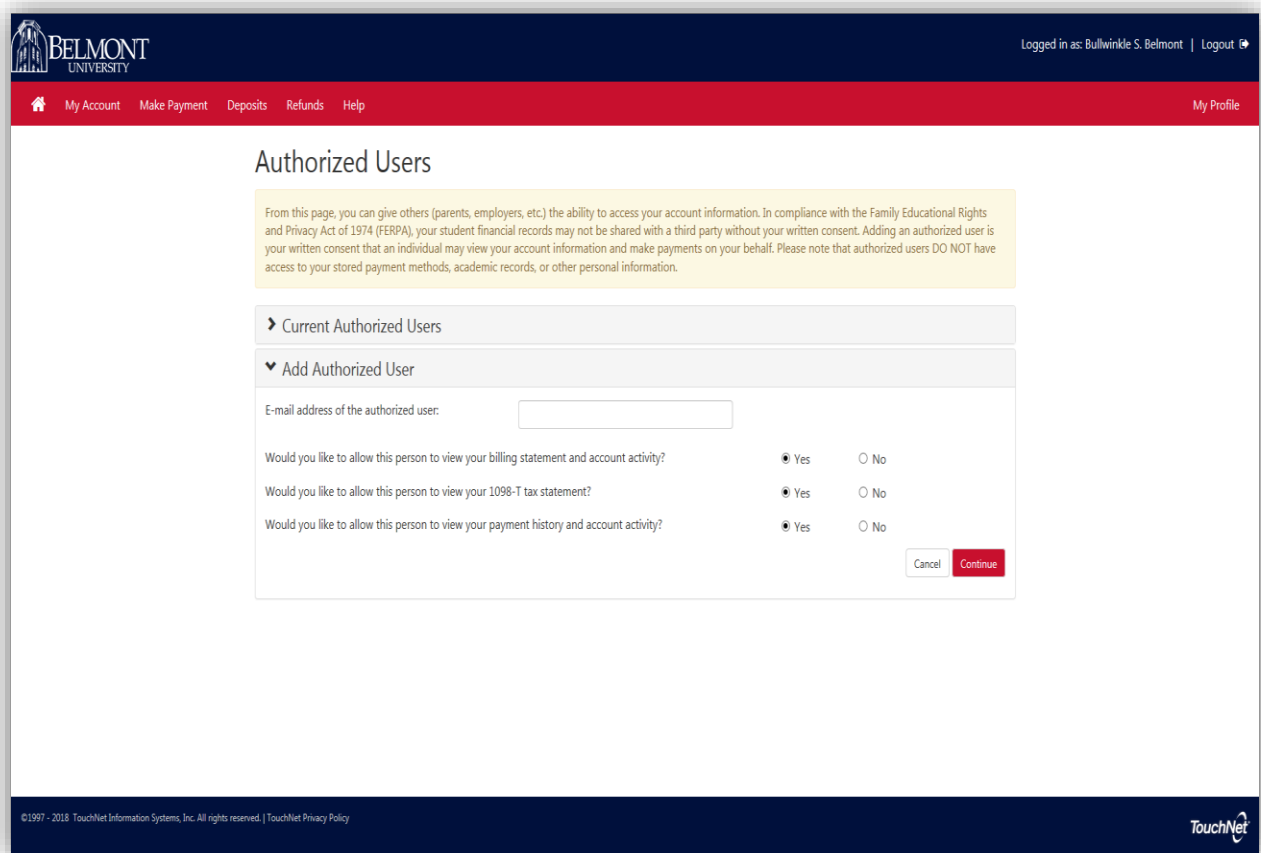 BELMONT
UNIVERSITY
Logged in as: Bullwinkle S. Belmont | Logout
My Account Make Payment Deposits Refunds Help My Profile
Authorized Users
From this page, you can give others (parents, employers, etc.) the ability to access your account information. In compliance with the Family Educational Rights
and Privacy Act of 1974 (FERPA), your student financial records may not be shared with a third party without your written consent. Adding an authorized user is
your written consent that an individual may view your account information and make payments on your behalf. Please note that authorized users DO NOT have
access to your stored payment methods, academic records, or other personal information.
Current Authorized Users
Add Authorized User
E-mail address of the authorized user:
Would you like to allow this person to view your billing statement and account activity? Yes No
Would you like to allow this person to view your 1098-T tax statement? Yes No
Would you like to allow this person to view your payment history and account activity? Yes No
Cancel Continue
©1997 - 2018 TouchNet Information Systems, Inc. All rights reserved. | TouchNet Privacy Policy
TouchNet